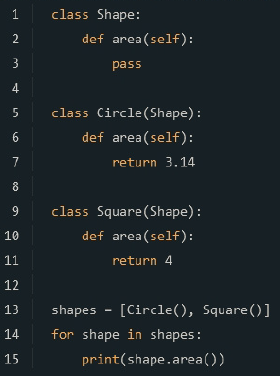 1 class Shape:
2     def area(self):
3         pass
4
5 class Circle(Shape):
6     def area(self):
7         return 3.14
8
9 class Square(Shape):
10     def area(self):
11         return 4
12
13 shapes = [Circle(), Square()]
14 for shape in shapes:
15     print(shape.area())